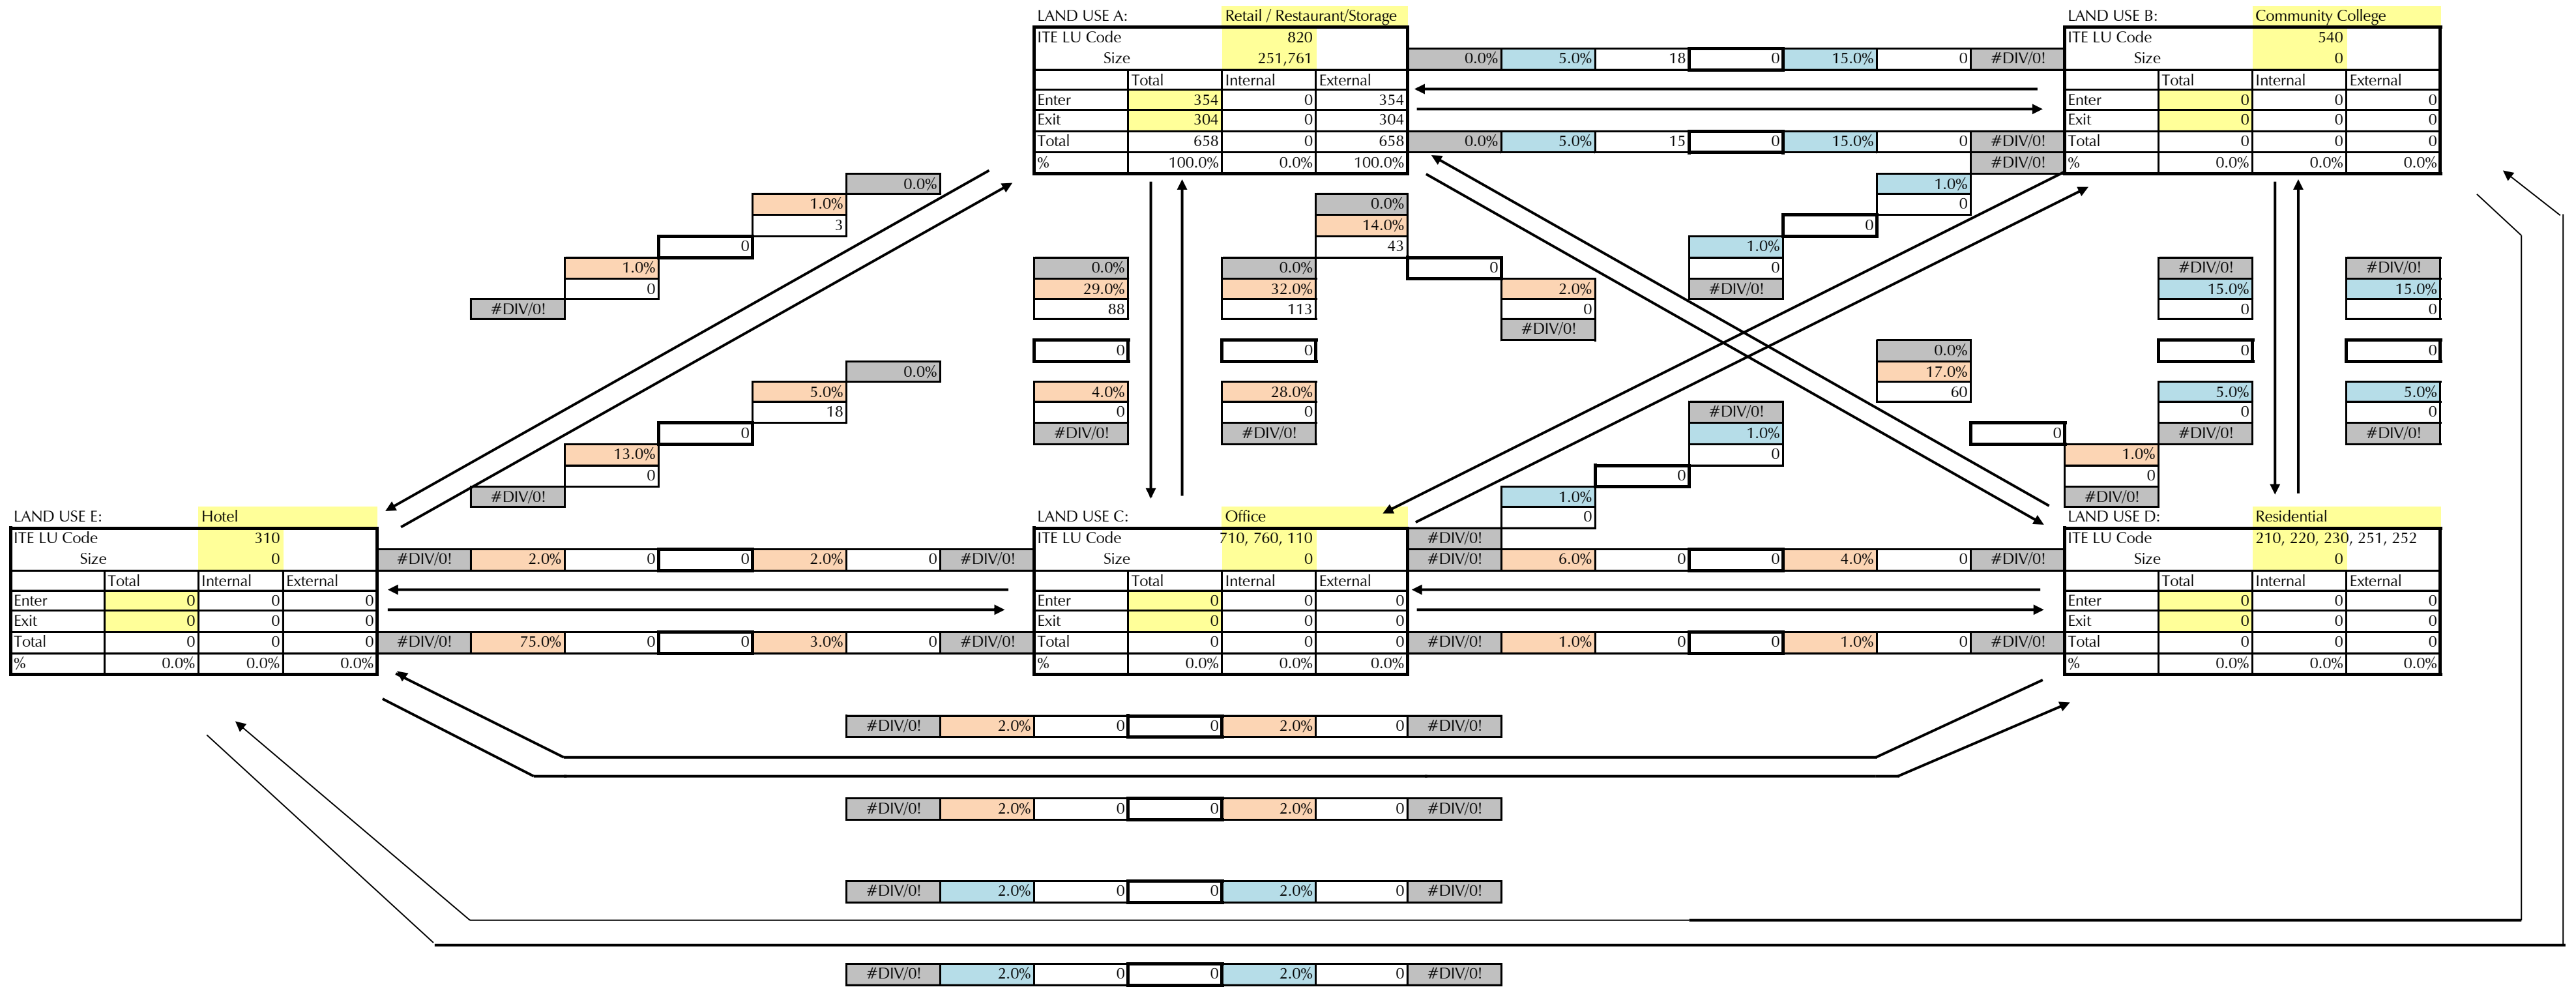 LAND USE A: Retail / Restaurant/Storage LAND USE B: Community College
ITE LU Code 820 ITE LU Code 540
Size 251,761 0.0% 5.0% 18 0 15.0% 0 #DIV/0! Size 0
Total Internal External Total Internal External
Enter 354 0 354 Enter 0 0 0
Exit 304 0 304 Exit 0 0 0
Total 658 0 658 0.0% 5.0% 15 0 15.0% 0 #DIV/0! Total 0 0 0
% 100.0% 0.0% 100.0% #DIV/0! % 0.0% 0.0% 0.0%
0.0% 1.0%
1.0% 0.0% 0
3 14.0% 0
0 43 1.0%
1.0% 0.0% 0.0% 0 0 #DIV/0! #DIV/0!
0 29.0% 32.0% 2.0% #DIV/0! 15.0% 15.0%
#DIV/0! 88 113 0 0 0
#DIV/0!
0 0 0.0% 0 0
0.0% 17.0%
5.0% 4.0% 28.0% 60 5.0% 5.0%
18 0 0 #DIV/0! 0 0
0 #DIV/0! #DIV/0! 1.0% 0 #DIV/0! #DIV/0!
13.0% 0 1.0%
0 0 0
#DIV/0! 1.0% #DIV/0!
LAND USE E: Hotel LAND USE C: Office 0 LAND USE D: Residential
ITE LU Code 310 ITE LU Code 710, 760, 110 #DIV/0! ITE LU Code 210, 220, 230, 251, 252
Size 0 #DIV/0! 2.0% 0 0 2.0% 0 #DIV/0! Size 0 #DIV/0! 6.0% 0 0 4.0% 0 #DIV/0! Size 0
Total Internal External Total Internal External Total Internal External
Enter 0 0 0 Enter 0 0 0 Enter 0 0 0
Exit 0 0 0 Exit 0 0 0 Exit 0 0 0
Total 0 0 0 #DIV/0! 75.0% 0 0 3.0% 0 #DIV/0! Total 0 0 0 #DIV/0! 1.0% 0 0 1.0% 0 #DIV/0! Total 0 0 0
% 0.0% 0.0% 0.0% % 0.0% 0.0% 0.0% % 0.0% 0.0% 0.0%
#DIV/0! 2.0% 0 0 2.0% 0 #DIV/0!
#DIV/0! 2.0% 0 0 2.0% 0 #DIV/0!
#DIV/0! 2.0% 0 0 2.0% 0 #DIV/0!
#DIV/0! 2.0% 0 0 2.0% 0 #DIV/0!